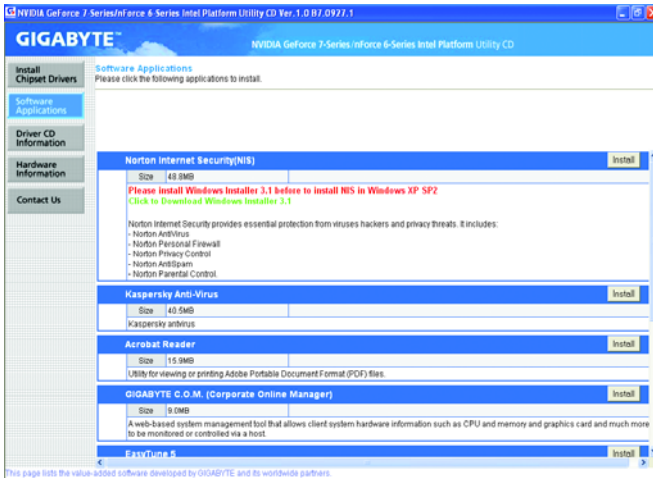 NVIDIA GeForce 7-Series/nForce 6-Series Intel Platform Utility CD Ver.1.0 B7.0927.1
GIGABYTE™
NVIDIA GeForce 7-Series/nForce 6-Series Intel Platform Utility CD
Install
Chipset Drivers
Software
Applications
Driver CD
Information
Hardware
Information
Contact Us
Software Applications
Please click the following applications to install.
Norton Internet Security(NIS)
Install
Size 48.8MB
Please install Windows Installer 3.1 before to install NIS in Windows XP SP2
Click to Download Windows Installer 3.1
Norton Internet Security provides essential protection from viruses hackers and privacy threats. It includes:
- Norton AntiVirus
- Norton Personal Firewall
- Norton Privacy Control
- Norton AntiSpam
- Norton Parental Control.
Kaspersky Anti-Virus
Install
Size 40.5MB
Kaspersky antivirus
Acrobat Reader
Install
Size 15.9MB
Utility for viewing or printing Adobe Portable Document Format (PDF) files.
GIGABYTE C.O.M. (Corporate Online Manager)
Install
Size 9.0MB
A web-based system management tool that allows client system hardware information such as CPU and memory and graphics card and much more
to be monitored or controlled via a host.
EasyTune 5
Install
This page lists the value-added software developed by GIGABYTE and its worldwide partners.